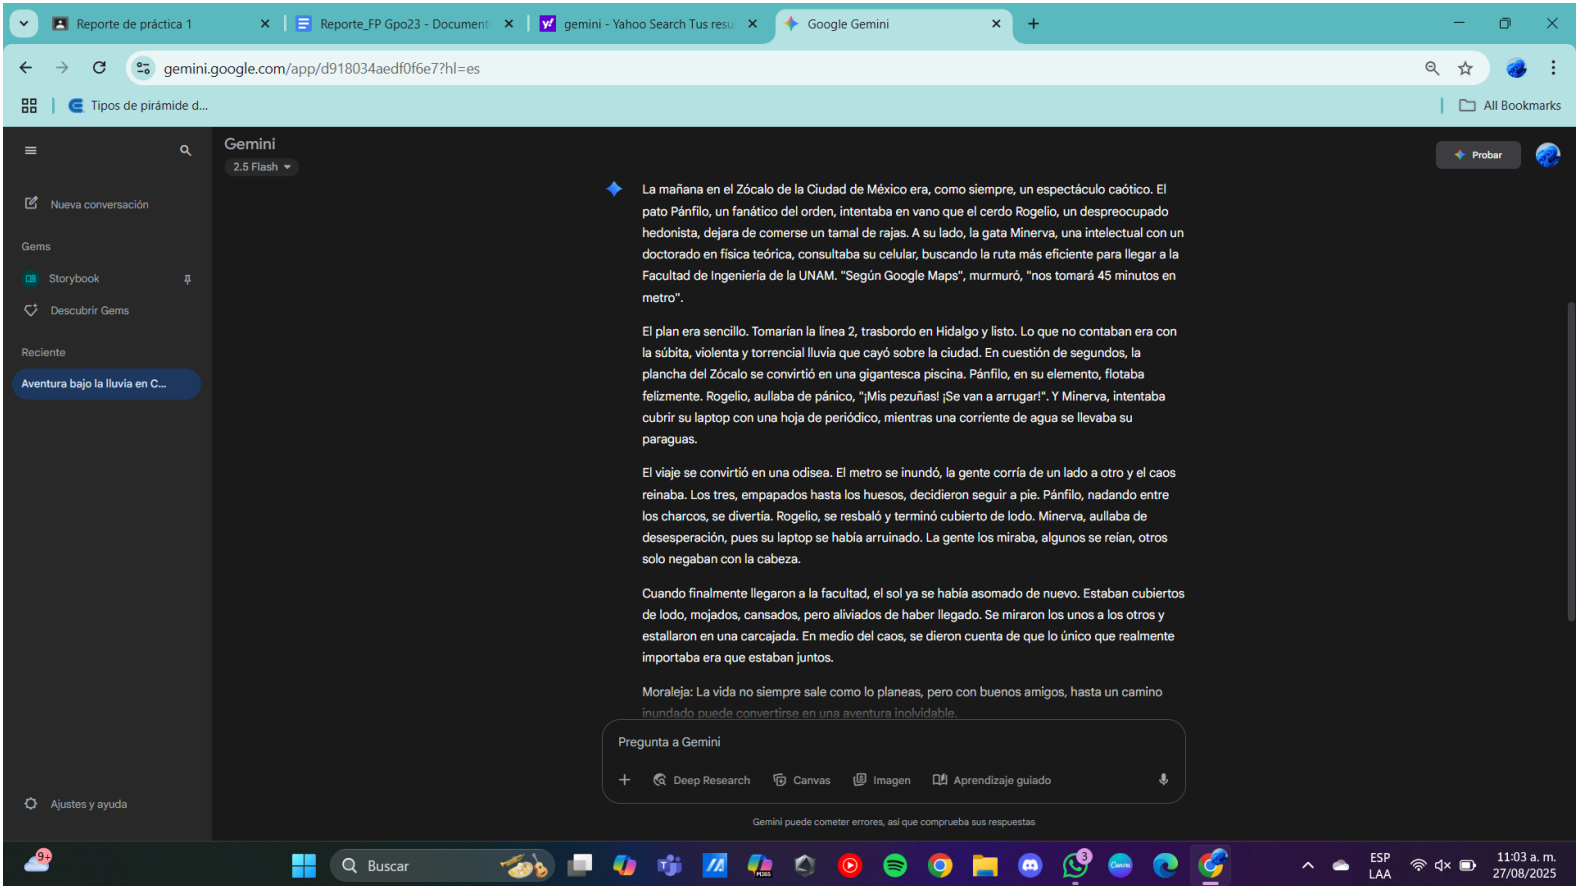 Reporte de práctica 1
Reporte_FP Gpo23 - Document
gemini - Yahoo Search Tus resu
Google Gemini
gemini.google.com/app/d918034aedf0f6e7?hl=es
Tipos de pirámide d...
All Bookmarks
Gemini
2.5 Flash
Probar
Nueva conversación
Gems
Storybook
Descubrir Gems
Reciente
Aventura bajo la lluvia en C...
Ajustes y ayuda
La mañana en el Zócalo de la Ciudad de México era, como siempre, un espectáculo caótico. El
pato Pánfilo, un fanático del orden, intentaba en vano que el cerdo Rogelio, un despreocupado
hedonista, dejara de comerse un tamal de rajas. A su lado, la gata Minerva, una intelectual con un
doctorado en física teórica, consultaba su celular, buscando la ruta más eficiente para llegar a la
Facultad de Ingeniería de la UNAM. "Según Google Maps", murmuró, "nos tomará 45 minutos en
metro".
El plan era sencillo. Tomarían la línea 2, trasbordo en Hidalgo y listo. Lo que no contaban era con
la súbita, violenta y torrencial lluvia que cayó sobre la ciudad. En cuestión de segundos, la
plancha del Zócalo se convirtió en una gigantesca piscina. Pánfilo, en su elemento, flotaba
felizmente. Rogelio, aullaba de pánico, "¡Mis pezuñas! ¡Se van a arrugar!". Y Minerva, intentaba
cubrir su laptop con una hoja de periódico, mientras una corriente de agua se llevaba su
paraguas.
El viaje se convirtió en una odisea. El metro se inundó, la gente corría de un lado a otro y el caos
reinaba. Los tres, empapados hasta los huesos, decidieron seguir a pie. Pánfilo, nadando entre
los charcos, se divertía. Rogelio, se resbaló y terminó cubierto de lodo. Minerva, aullaba de
desesperación, pues su laptop se había arruinado. La gente los miraba, algunos se reían, otros
solo negaban con la cabeza.
Cuando finalmente llegaron a la facultad, el sol ya se había asomado de nuevo. Estaban cubiertos
de lodo, mojados, cansados, pero aliviados de haber llegado. Se miraron los unos a los otros y
estallaron en una carcajada. En medio del caos, se dieron cuenta de que lo único que realmente
importaba era que estaban juntos.
Moraleja: La vida no siempre sale como lo planeas, pero con buenos amigos, hasta un camino
inundado puede convertirse en una aventura inolvidable.
Pregunta a Gemini
Deep Research
Canvas
Imagen
Aprendizaje guiado
Gemini puede cometer errores, así que comprueba sus respuestas
9+
Buscar
M365
3
Canva
ESP
LAA
11:03 a. m.
27/08/2025